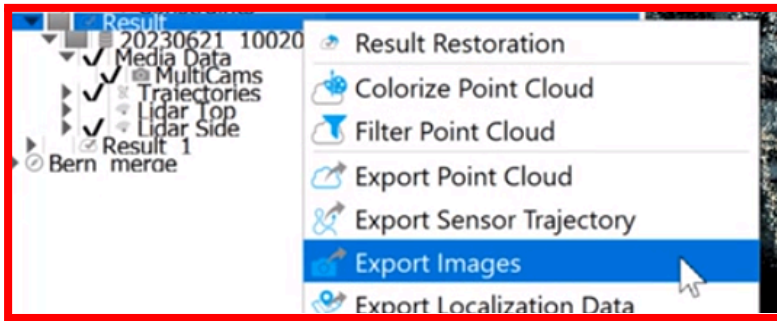 Result
20230621_10020
Media Data
MultiCams
Trajectories
Lidar Top
Lidar Side
Result_1
Bern_merge
Result Restoration
Colorize Point Cloud
Filter Point Cloud
Export Point Cloud
Export Sensor Trajectory
Export Images
Export Localization Data